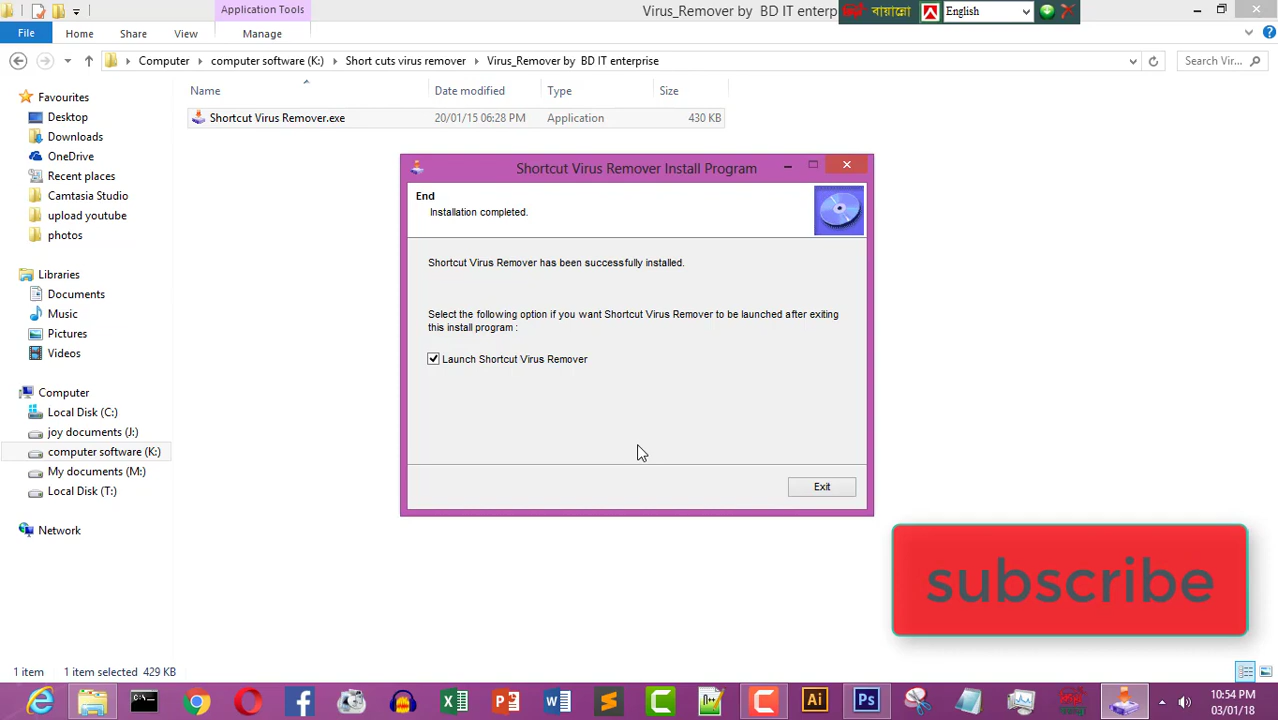 Application Tools
Virus_Remover by BD IT enterp
বায়ান্নো
English
File
Home
Share
View
Manage
Computer
computer software (K:)
Short cuts virus remover
Virus_Remover by BD IT enterprise
Search Vir...
Name
Date modified
Type
Size
Shortcut Virus Remover.exe
20/01/15 06:28 PM
Application
430 KB
Favourites
Desktop
Downloads
OneDrive
Recent places
Camtasia Studio
upload youtube
photos
Libraries
Documents
Music
Pictures
Videos
Computer
Local Disk (C:)
joy documents (J:)
computer software (K:)
My documents (M:)
Local Disk (T:)
Network
Shortcut Virus Remover Install Program
End
Installation completed.
Shortcut Virus Remover has been successfully installed.
Select the following option if you want Shortcut Virus Remover to be launched after exiting
this install program :
Launch Shortcut Virus Remover
Exit
subscribe
1 item
1 item selected 429 KB
10:54 PM
03/01/18